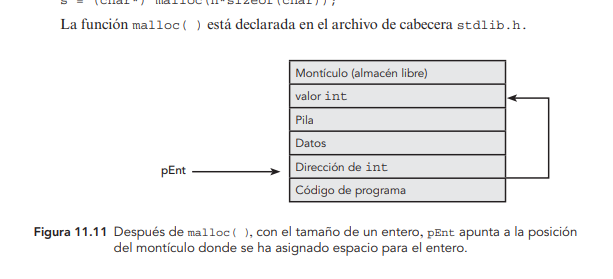 s = (char*) malloc(n*sizeof(char));
La función malloc( ) está declarada en el archivo de cabecera stdlib.h.
Montículo (almacén libre)
valor int
Pila
Datos
pEnt
Dirección de int
Código de programa
Figura 11.11 Después de malloc( ), con el tamaño de un entero, pEnt apunta a la posición
del montículo donde se ha asignado espacio para el entero.